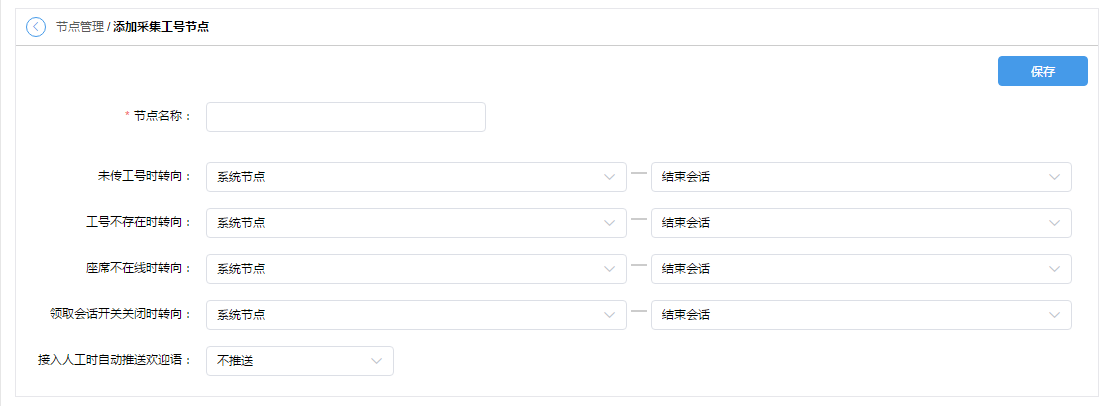 节点管理 / 添加采集工号节点
保存
* 节点名称：
未传工号时转向： 系统节点 — 结束会话
工号不存在时转向： 系统节点 — 结束会话
座席不在线时转向： 系统节点 — 结束会话
领取会话开关关闭时转向： 系统节点 — 结束会话
接入人工时自动推送欢迎语： 不推送